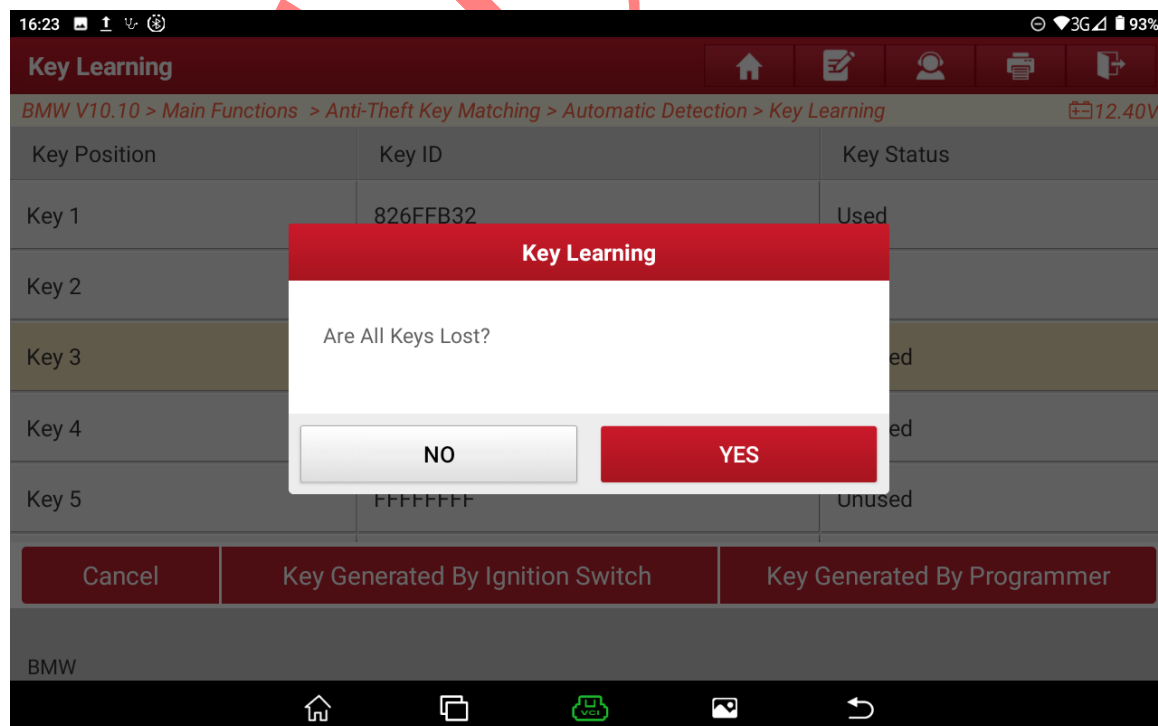 16:23 3G 93%
Key Learning
BMW V10.10 > Main Functions > Anti-Theft Key Matching > Automatic Detection > Key Learning 12.40V
Key Position Key ID Key Status
Key 1 826FFB32 Used
Key Learning
Key 2
Are All Keys Lost?
Key 3 ed
Key 4 ed
NO YES
Key 5 FFFFFFFF Unused
Cancel Key Generated By Ignition Switch Key Generated By Programmer
BMW
VCI